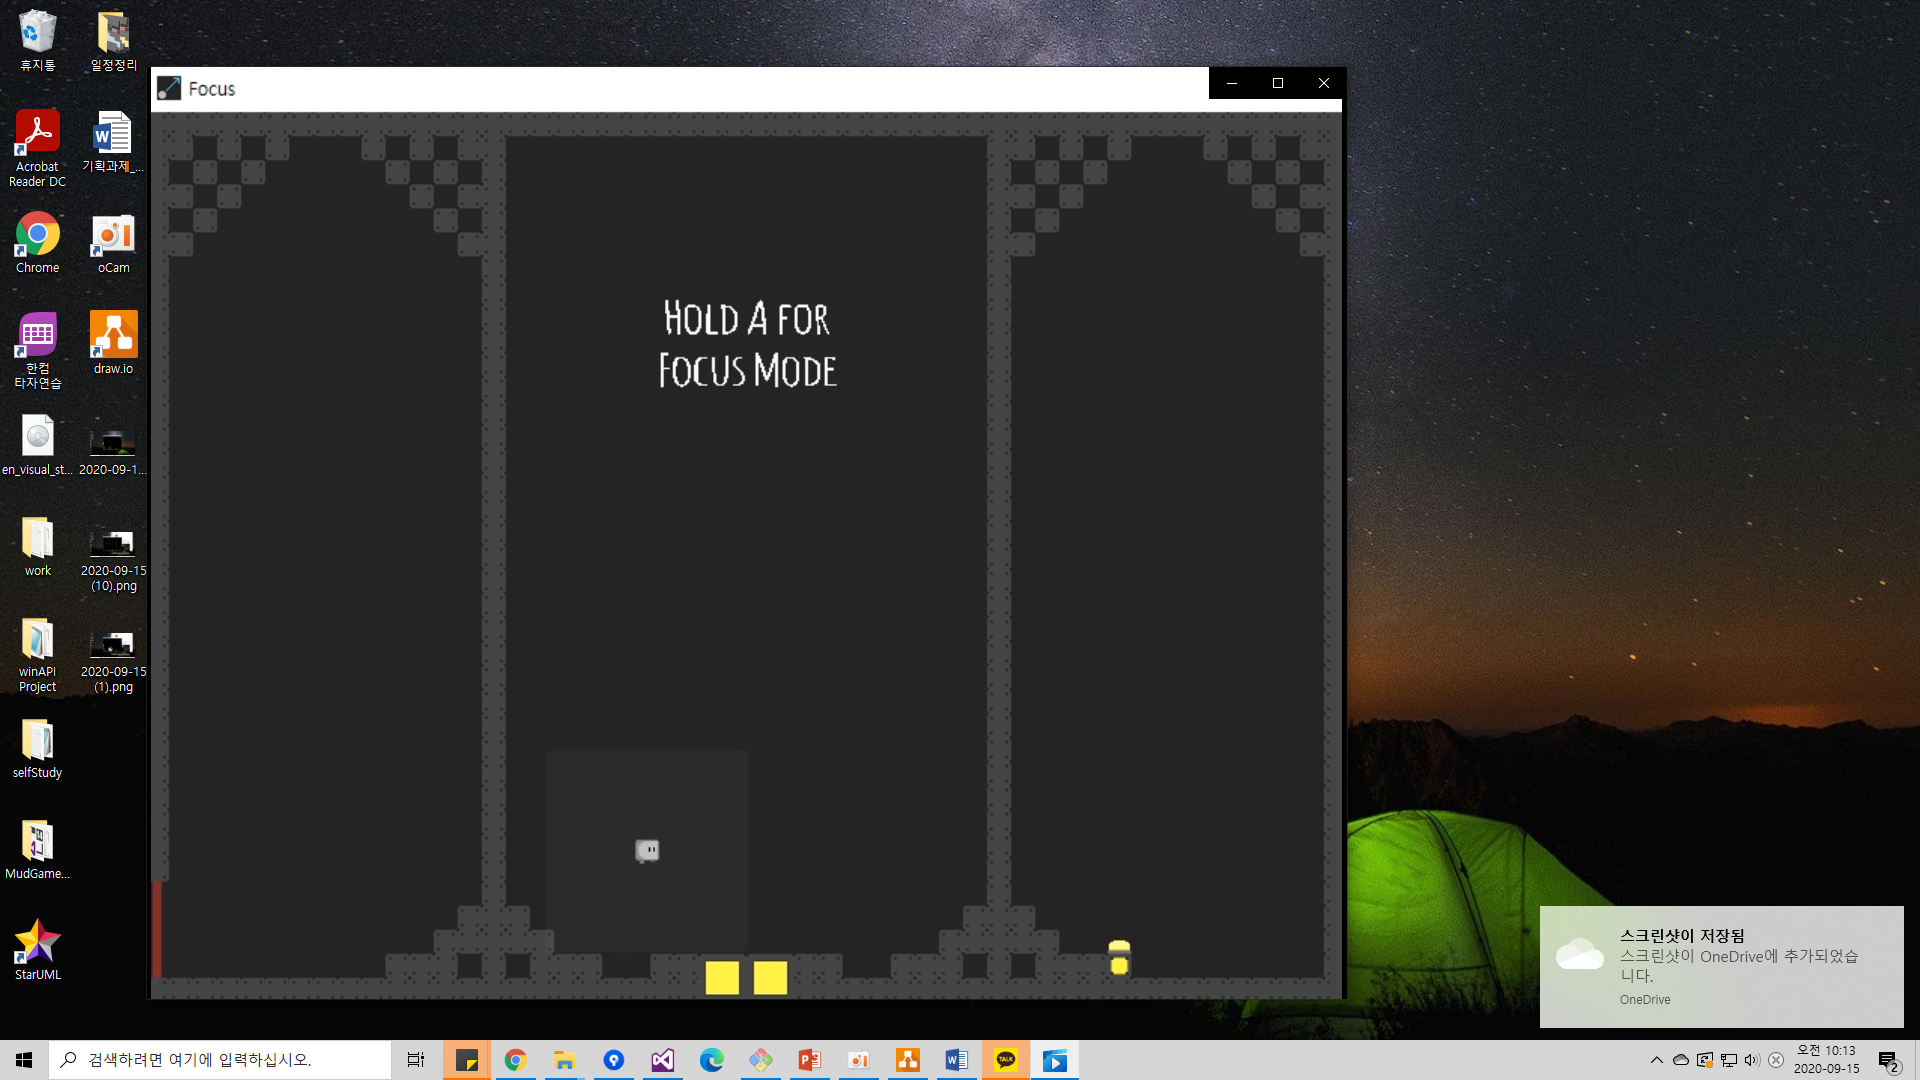 휴지통
일정정리
Focus
Acrobat
Reader DC
기획과제_...
Chrome
oCam
HOLD A FOR
FOCUS MODE
한컴
타자연습
draw.io
en_visual_st...
2020-09-1...
work
2020-09-15
(10).png
winAPI
Project
2020-09-15
(1).png
selfStudy
MudGame...
StarUML
스크린샷이 저장됨
스크린샷이 OneDrive에 추가되었습
니다.
OneDrive
검색하려면 여기에 입력하십시오.
TALK
오전 10:13
2020-09-15
2